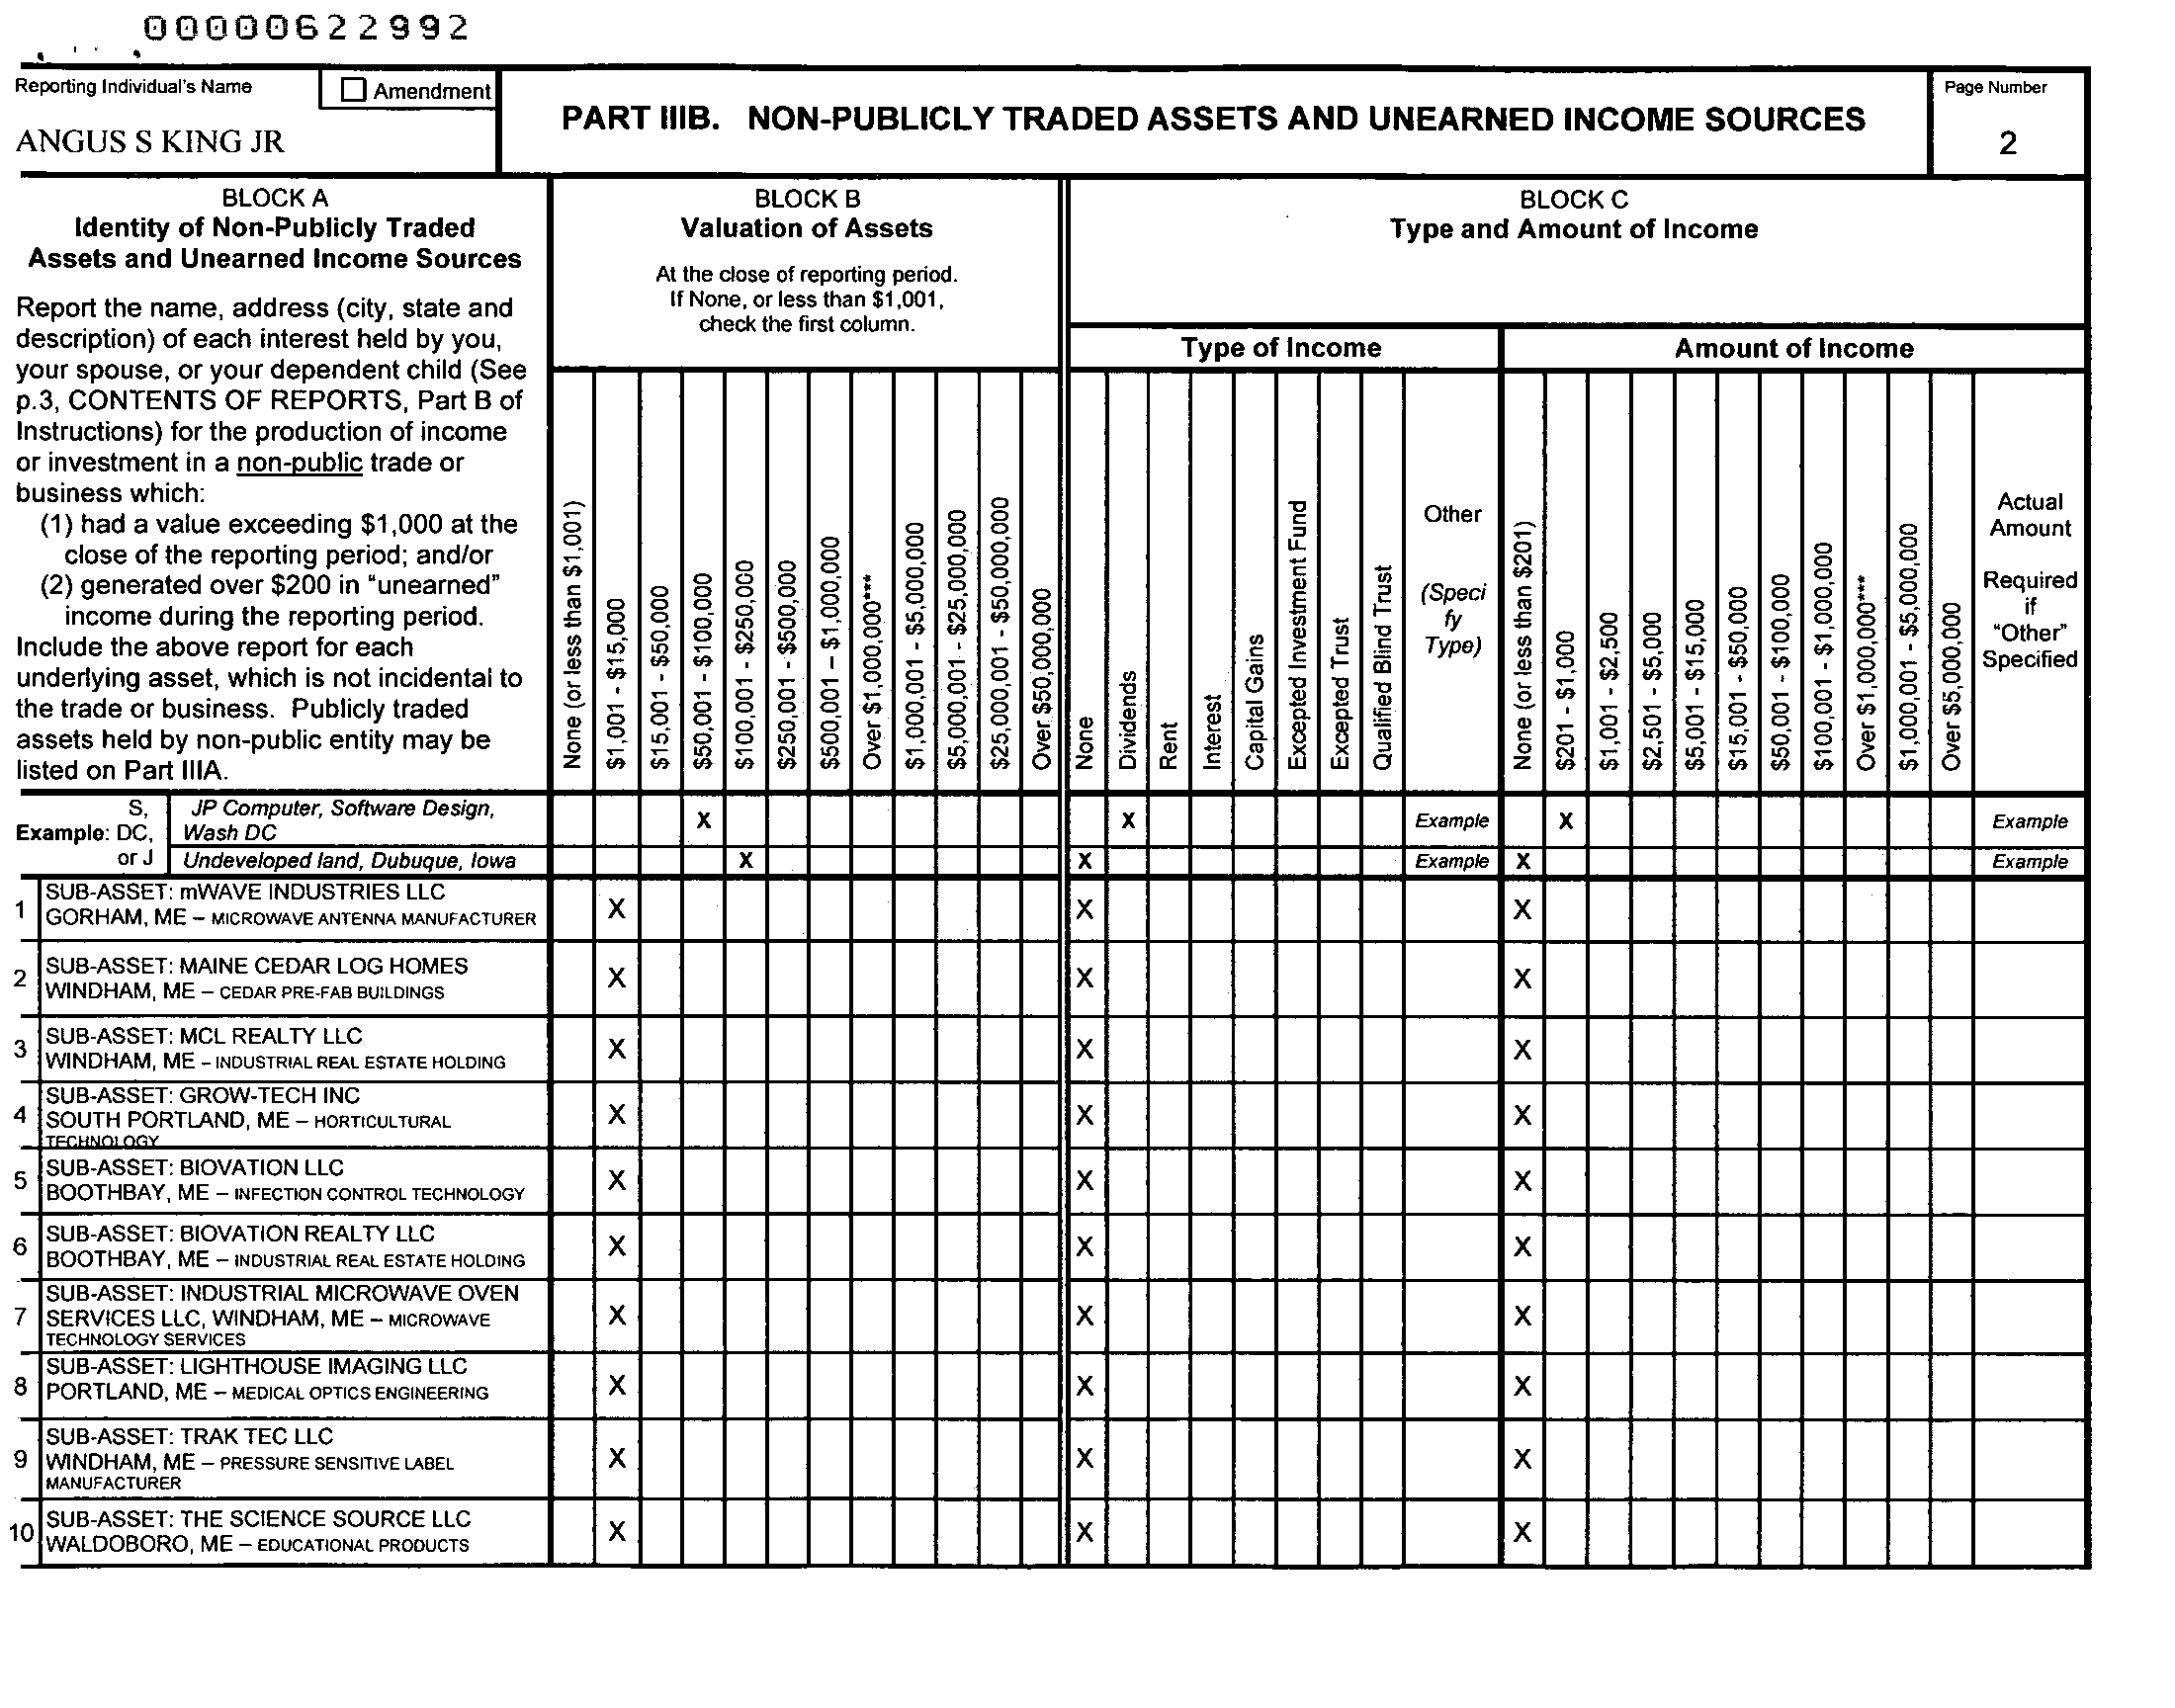 00000622992
Reporting Individual's Name
Amendment
ANGUS S KING JR
PART IIIB. NON-PUBLICLY TRADED ASSETS AND UNEARNED INCOME SOURCES
Page Number
2
BLOCK A
Identity of Non-Publicly Traded
Assets and Unearned Income Sources
Report the name, address (city, state and
description) of each interest held by you,
your spouse, or your dependent child (See
p.3, CONTENTS OF REPORTS, Part B of
Instructions) for the production of income
or investment in a non-public trade or
business which:
(1) had a value exceeding $1,000 at the
close of the reporting period; and/or
(2) generated over $200 in "unearned"
income during the reporting period.
Include the above report for each
underlying asset, which is not incidental to
the trade or business. Publicly traded
assets held by non-public entity may be
listed on Part IIIA.
BLOCK B
Valuation of Assets
At the close of reporting period.
If None, or less than $1,001,
check the first column.
None (or less than $1,001)
$1,001 - $15,000
$15,001 - $50,000
$50,001 - $100,000
$100,001 - $250,000
$250,001 - $500,000
$500,001 – $1,000,000
Over $1,000,000***
$1,000,001 - $5,000,000
$5,000,001 - $25,000,000
$25,000,001 - $50,000,000
Over $50,000,000
BLOCK C
Type and Amount of Income
Type of Income
None
Dividends
Rent
Interest
Capital Gains
Excepted Investment Fund
Excepted Trust
Qualified Blind Trust
Other
(Speci
fy
Type)
Amount of Income
None (or less than $201)
$201 - $1,000
$1,001 - $2,500
$2,501 - $5,000
$5,001 - $15,000
$15,001 - $50,000
$50,001 - $100,000
$100,001 - $1,000,000
Over $1,000,000***
$1,000,001 - $5,000,000
Over $5,000,000
Actual
Amount
Required
if
"Other"
Specified
S,
Example: DC,
or J
JP Computer, Software Design,
Wash DC
X X Example X Example
Undeveloped land, Dubuque, Iowa X X Example X Example
1 SUB-ASSET: mWAVE INDUSTRIES LLC
GORHAM, ME – MICROWAVE ANTENNA MANUFACTURER
X X X
2 SUB-ASSET: MAINE CEDAR LOG HOMES
WINDHAM, ME – CEDAR PRE-FAB BUILDINGS
X X X
3 SUB-ASSET: MCL REALTY LLC
WINDHAM, ME – INDUSTRIAL REAL ESTATE HOLDING
X X X
4 SUB-ASSET: GROW-TECH INC
SOUTH PORTLAND, ME – HORTICULTURAL
TECHNOLOGY
X X X
5 SUB-ASSET: BIOVATION LLC
BOOTHBAY, ME – INFECTION CONTROL TECHNOLOGY
X X X
6 SUB-ASSET: BIOVATION REALTY LLC
BOOTHBAY, ME – INDUSTRIAL REAL ESTATE HOLDING
X X X
7 SUB-ASSET: INDUSTRIAL MICROWAVE OVEN
SERVICES LLC, WINDHAM, ME – MICROWAVE
TECHNOLOGY SERVICES
X X X
8 SUB-ASSET: LIGHTHOUSE IMAGING LLC
PORTLAND, ME – MEDICAL OPTICS ENGINEERING
X X X
9 SUB-ASSET: TRAK TEC LLC
WINDHAM, ME – PRESSURE SENSITIVE LABEL
MANUFACTURER
X X X
10 SUB-ASSET: THE SCIENCE SOURCE LLC
WALDOBORO, ME – EDUCATIONAL PRODUCTS
X X X